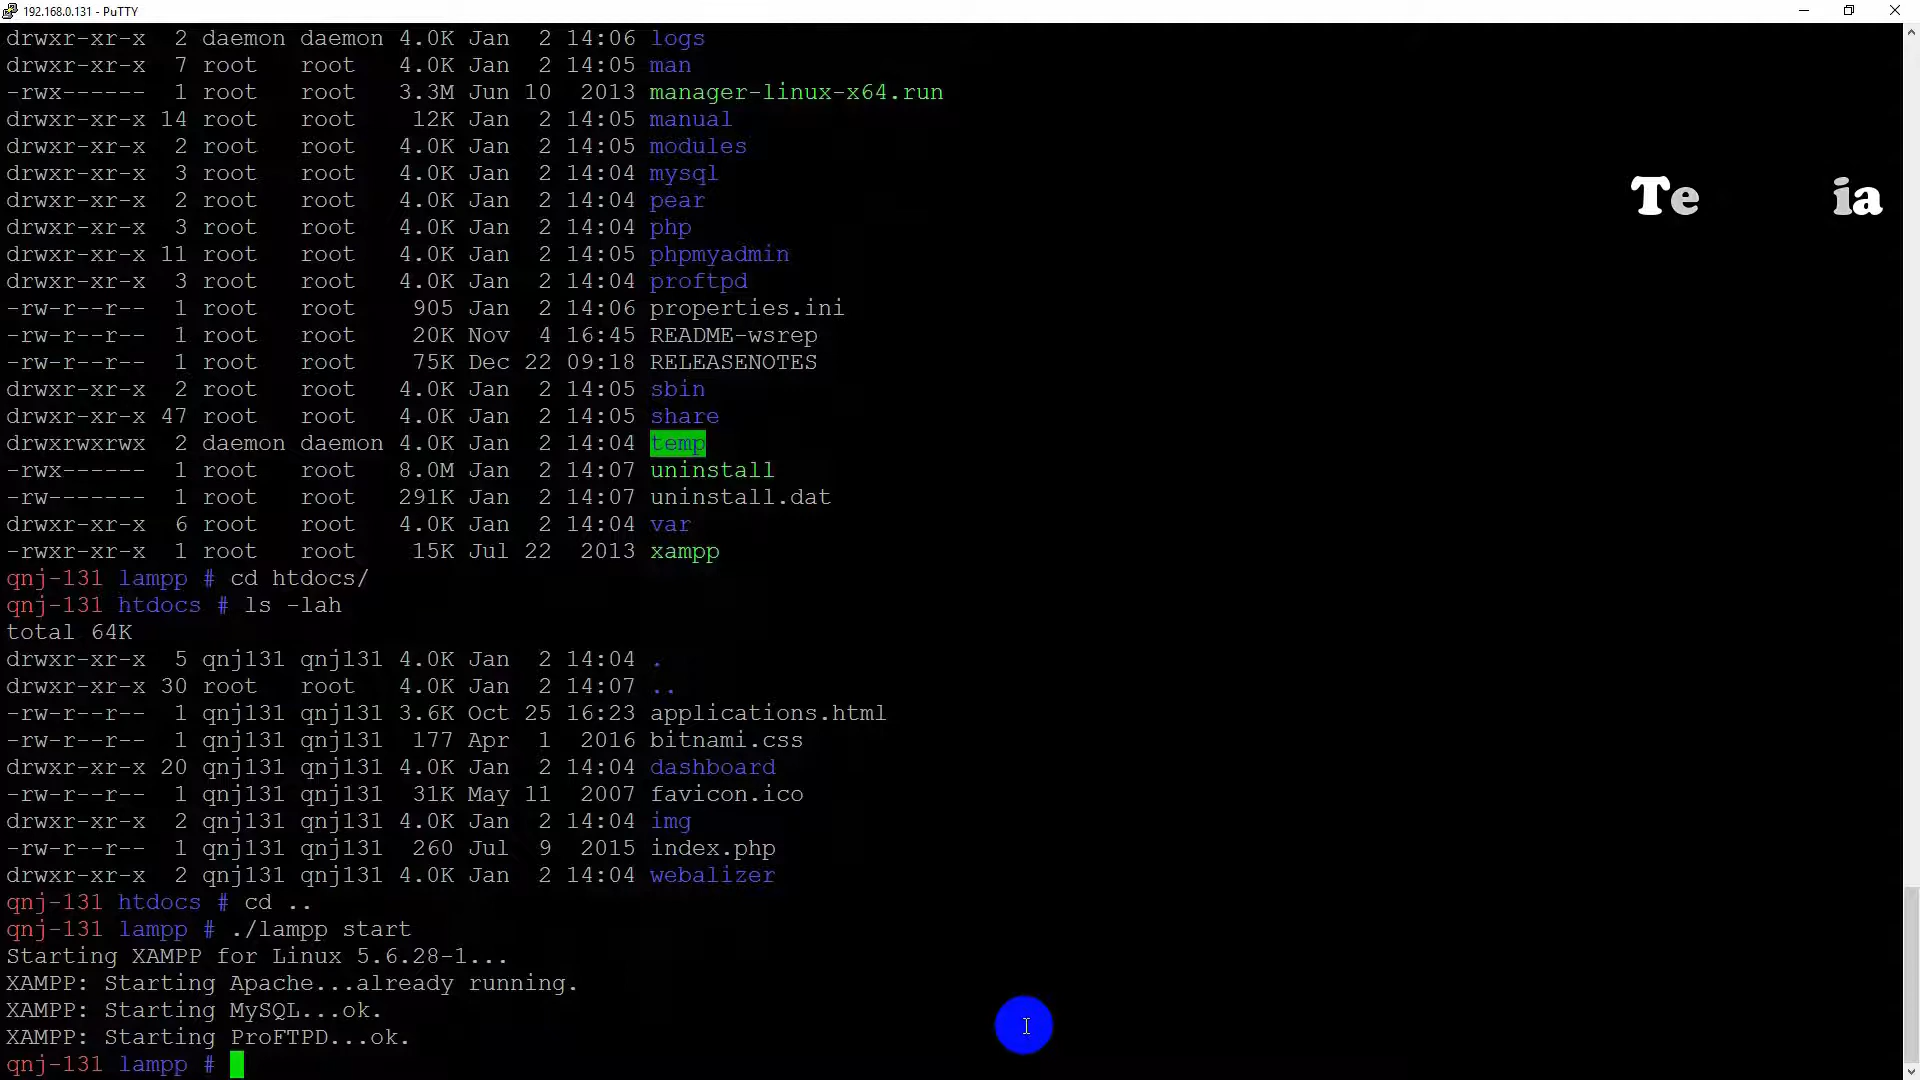 192.168.0.131 - PuTTY
drwxr-xr-x  2 daemon daemon 4.0K Jan  2 14:06 logs
drwxr-xr-x  7 root   root   4.0K Jan  2 14:05 man
-rwx------  1 root   root   3.3M Jun 10  2013 manager-linux-x64.run
drwxr-xr-x 14 root   root    12K Jan  2 14:05 manual
drwxr-xr-x  2 root   root   4.0K Jan  2 14:05 modules
drwxr-xr-x  3 root   root   4.0K Jan  2 14:04 mysql
drwxr-xr-x  2 root   root   4.0K Jan  2 14:04 pear
drwxr-xr-x  3 root   root   4.0K Jan  2 14:04 php
drwxr-xr-x 11 root   root   4.0K Jan  2 14:05 phpmyadmin
drwxr-xr-x  3 root   root   4.0K Jan  2 14:04 proftpd
-rw-r--r--  1 root   root    905 Jan  2 14:06 properties.ini
-rw-r--r--  1 root   root    20K Nov  4 16:45 README-wsrep
-rw-r--r--  1 root   root    75K Dec 22 09:18 RELEASENOTES
drwxr-xr-x  2 root   root   4.0K Jan  2 14:05 sbin
drwxr-xr-x 47 root   root   4.0K Jan  2 14:05 share
drwxrwxrwx  2 daemon daemon 4.0K Jan  2 14:04 temp
-rwx------  1 root   root   8.0M Jan  2 14:07 uninstall
-rw-------  1 root   root   291K Jan  2 14:07 uninstall.dat
drwxr-xr-x  6 root   root   4.0K Jan  2 14:04 var
-rwxr-xr-x  1 root   root    15K Jul 22  2013 xampp
qnj-131 lampp # cd htdocs/
qnj-131 htdocs # ls -lah
total 64K
drwxr-xr-x  5 qnj131 qnj131 4.0K Jan  2 14:04 .
drwxr-xr-x 30 root   root   4.0K Jan  2 14:07 ..
-rw-r--r--  1 qnj131 qnj131 3.6K Oct 25 16:23 applications.html
-rw-r--r--  1 qnj131 qnj131  177 Apr  1  2016 bitnami.css
drwxr-xr-x 20 qnj131 qnj131 4.0K Jan  2 14:04 dashboard
-rw-r--r--  1 qnj131 qnj131  31K May 11  2007 favicon.ico
drwxr-xr-x  2 qnj131 qnj131 4.0K Jan  2 14:04 img
-rw-r--r--  1 qnj131 qnj131  260 Jul  9  2015 index.php
drwxr-xr-x  2 qnj131 qnj131 4.0K Jan  2 14:04 webalizer
qnj-131 htdocs # cd ..
qnj-131 lampp # ./lampp start
Starting XAMPP for Linux 5.6.28-1...
XAMPP: Starting Apache...already running.
XAMPP: Starting MySQL...ok.
XAMPP: Starting ProFTPD...ok.
qnj-131 lampp #
Te ia